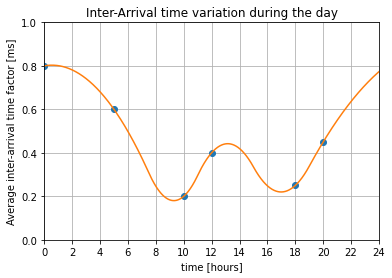 Inter-Arrival time variation during the day
Average inter-arrival time factor [ms]
1.0
0.8
0.6
0.4
0.2
0.0
0 2 4 6 8 10 12 14 16 18 20 22 24
time [hours]